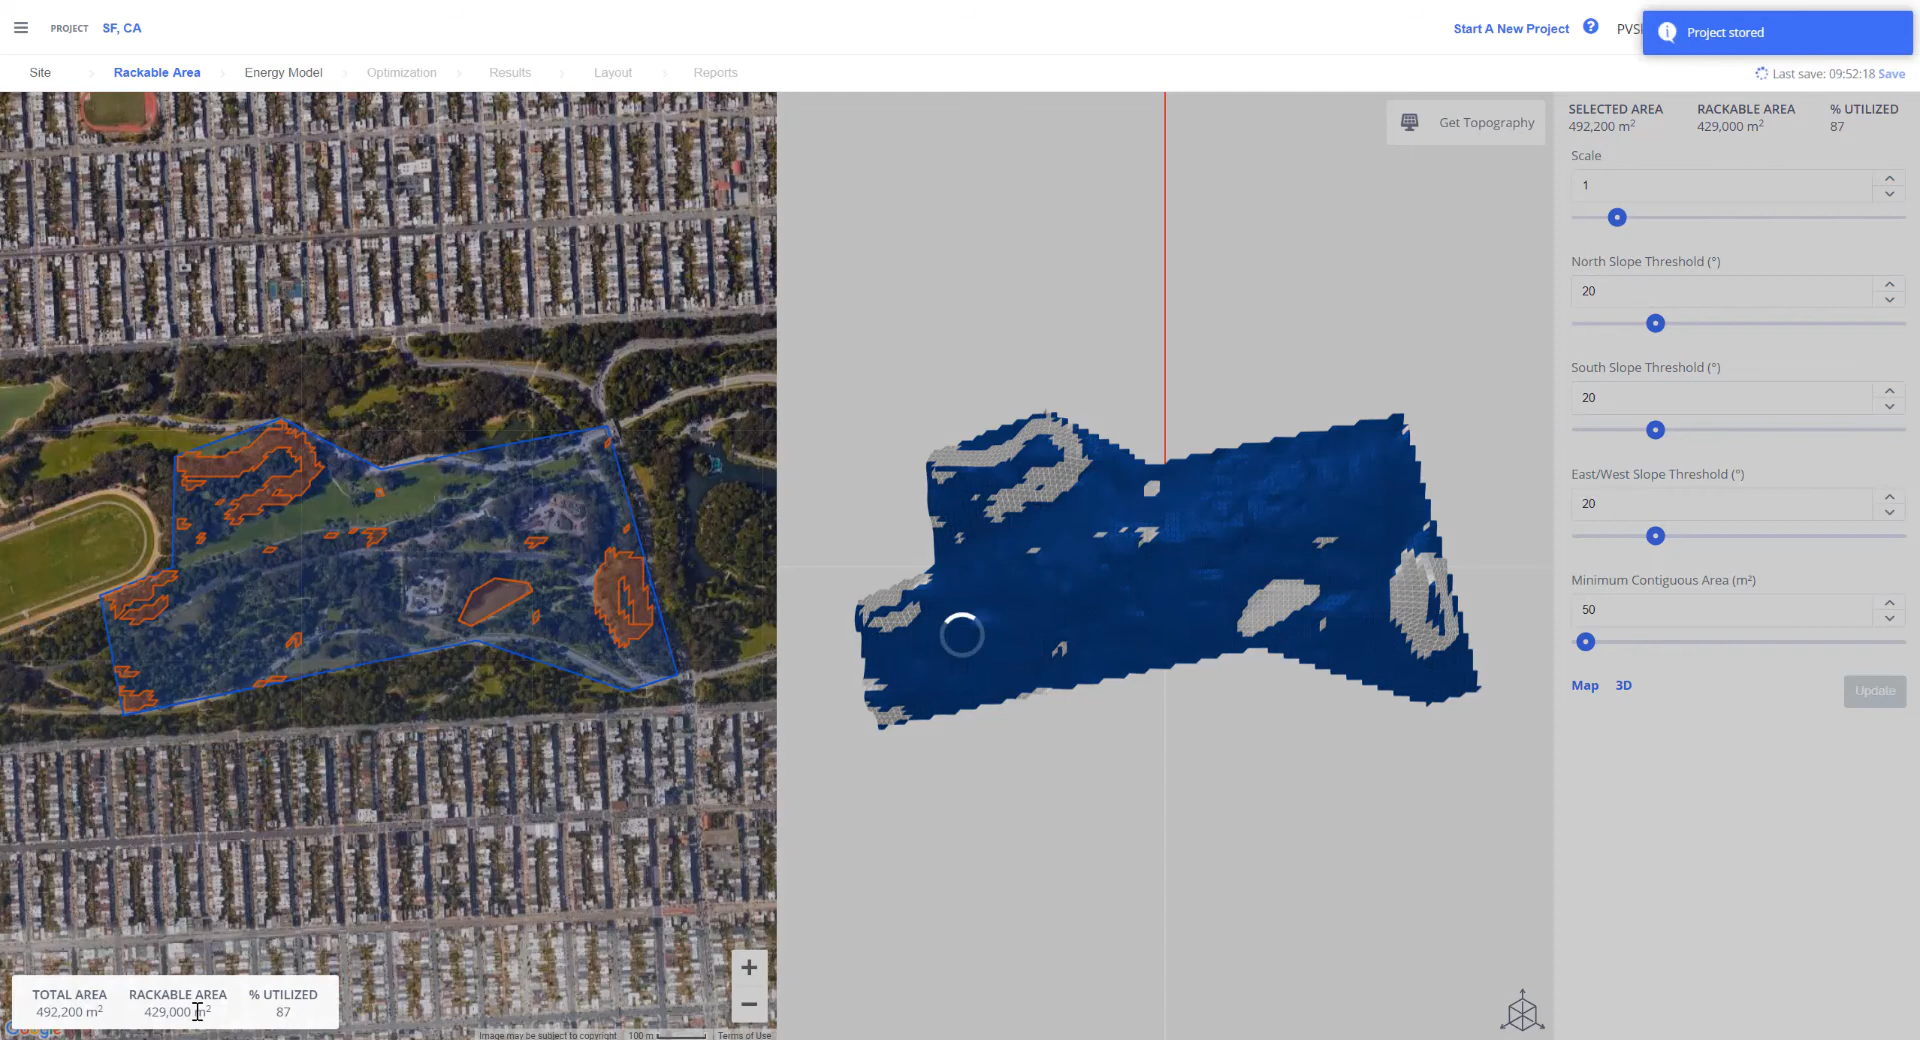 PROJECT SF, CA
Start A New Project
?
Project stored
Site
Rackable Area
Energy Model
Optimization
Results
Layout
Reports
Last save: 09:52:18 Save
Get Topography
SELECTED AREA
492,200 m²
RACKABLE AREA
429,000 m²
% UTILIZED
87
Scale
1
North Slope Threshold (°)
20
South Slope Threshold (°)
20
East/West Slope Threshold (°)
20
Minimum Contiguous Area (m²)
50
Map 3D
Update
TOTAL AREA
492,200 m²
RACKABLE AREA
429,000 m²
% UTILIZED
87
Google
Image may be subject to copyright
100 m
Terms of Use